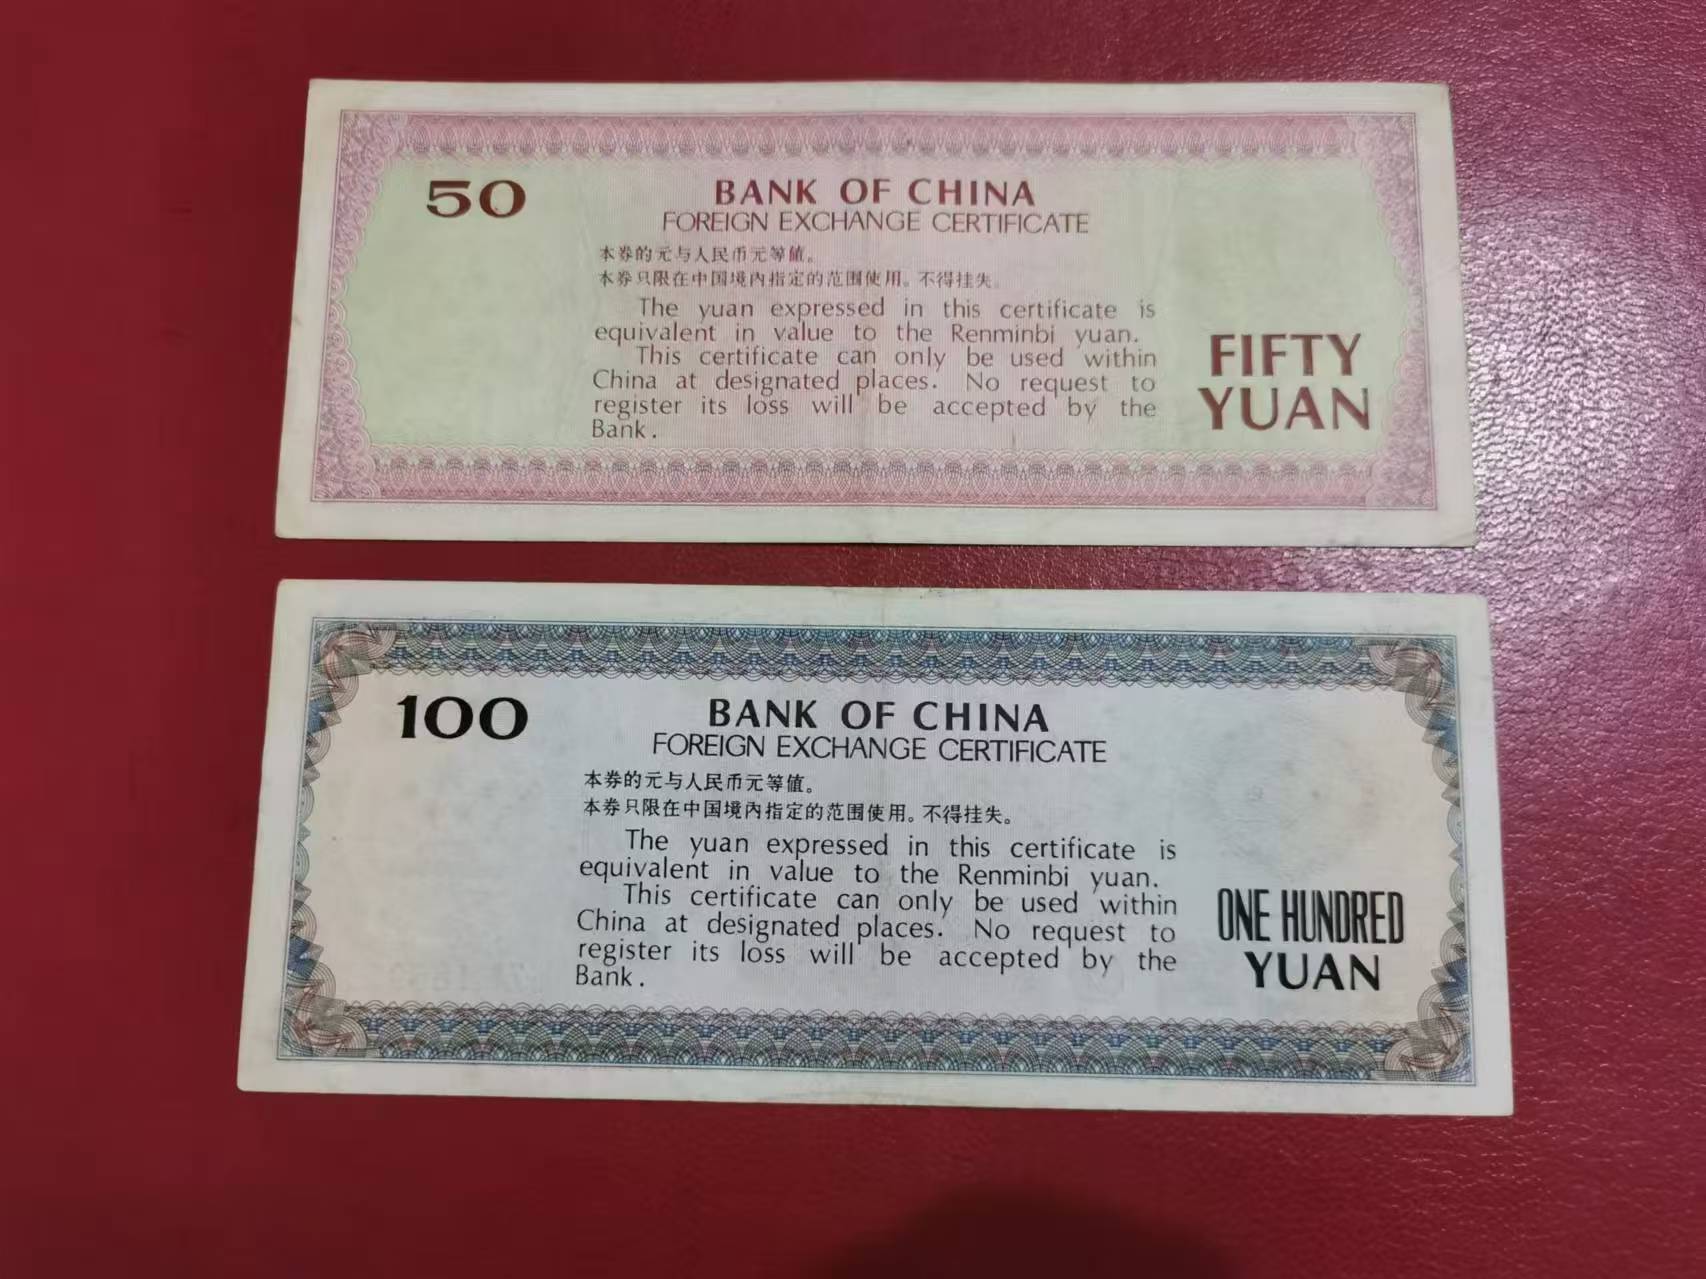 50
BANK OF CHINA
FOREIGN EXCHANGE CERTIFICATE
本券的元与人民币元等值。
本券只限在中国境内指定的范围使用。不得挂失。
The yuan expressed in this certificate is
equivalent in value to the Renminbi yuan.
This certificate can only be used within
China at designated places. No request to
register its loss will be accepted by the
Bank.
FIFTY
YUAN
100
BANK OF CHINA
FOREIGN EXCHANGE CERTIFICATE
本券的元与人民币元等值。
本券只限在中国境内指定的范围使用。不得挂失。
The yuan expressed in this certificate is
equivalent in value to the Renminbi yuan.
This certificate can only be used within
China at designated places. No request to
register its loss will be accepted by the
Bank.
ONE HUNDRED
YUAN